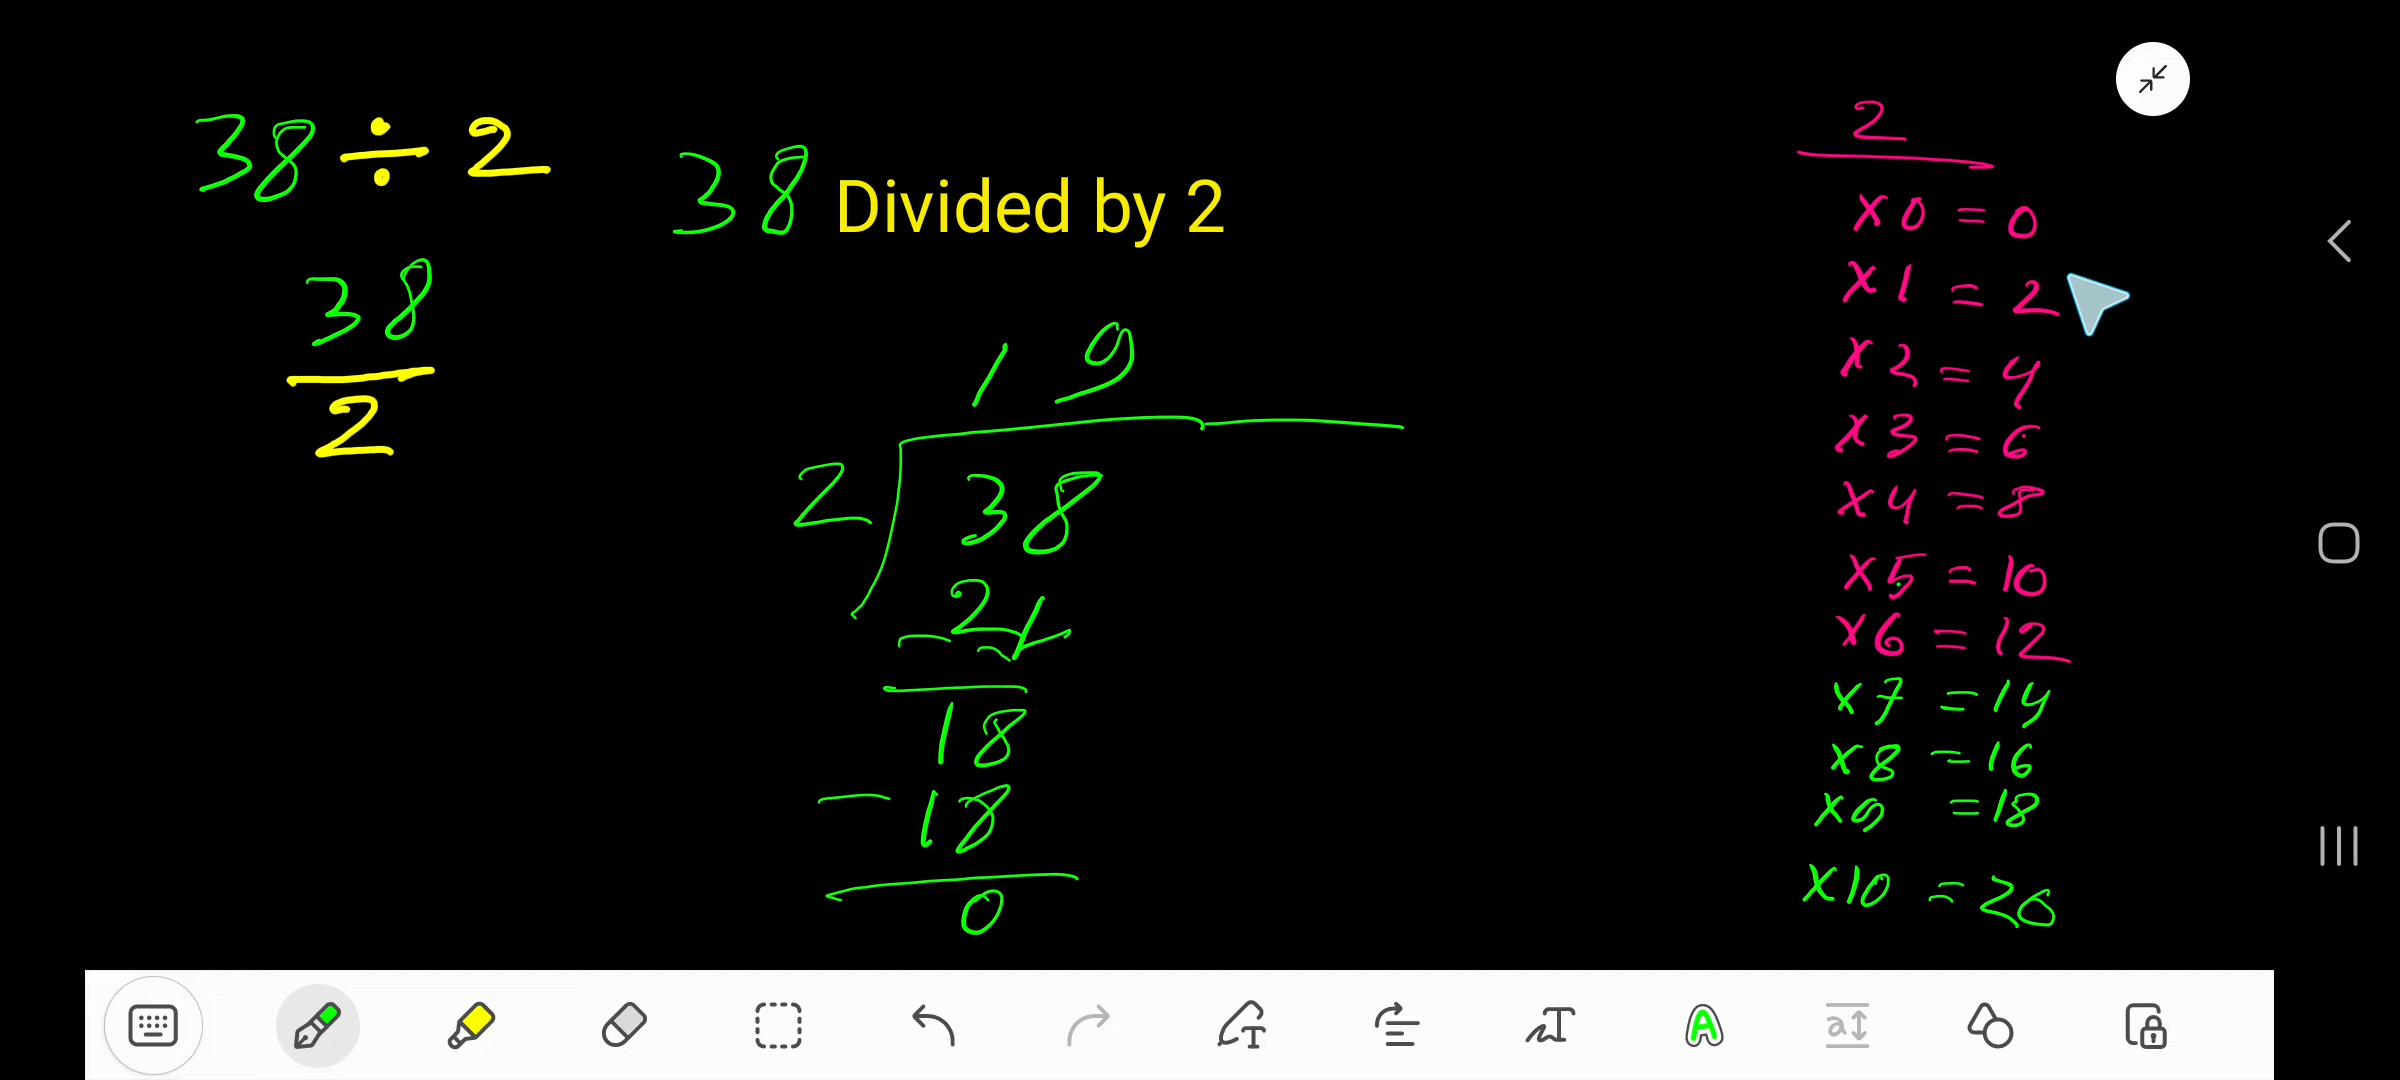 38 ÷ 2
38 Divided by 2
38
2
19
2 38
2
18
- 18
0
2
x0 = 0
x1 = 2
x2 = 4
x3 = 6
x4 = 8
x5 = 10
x6 = 12
x7 = 14
x8 = 16
x9 = 18
x10 = 20